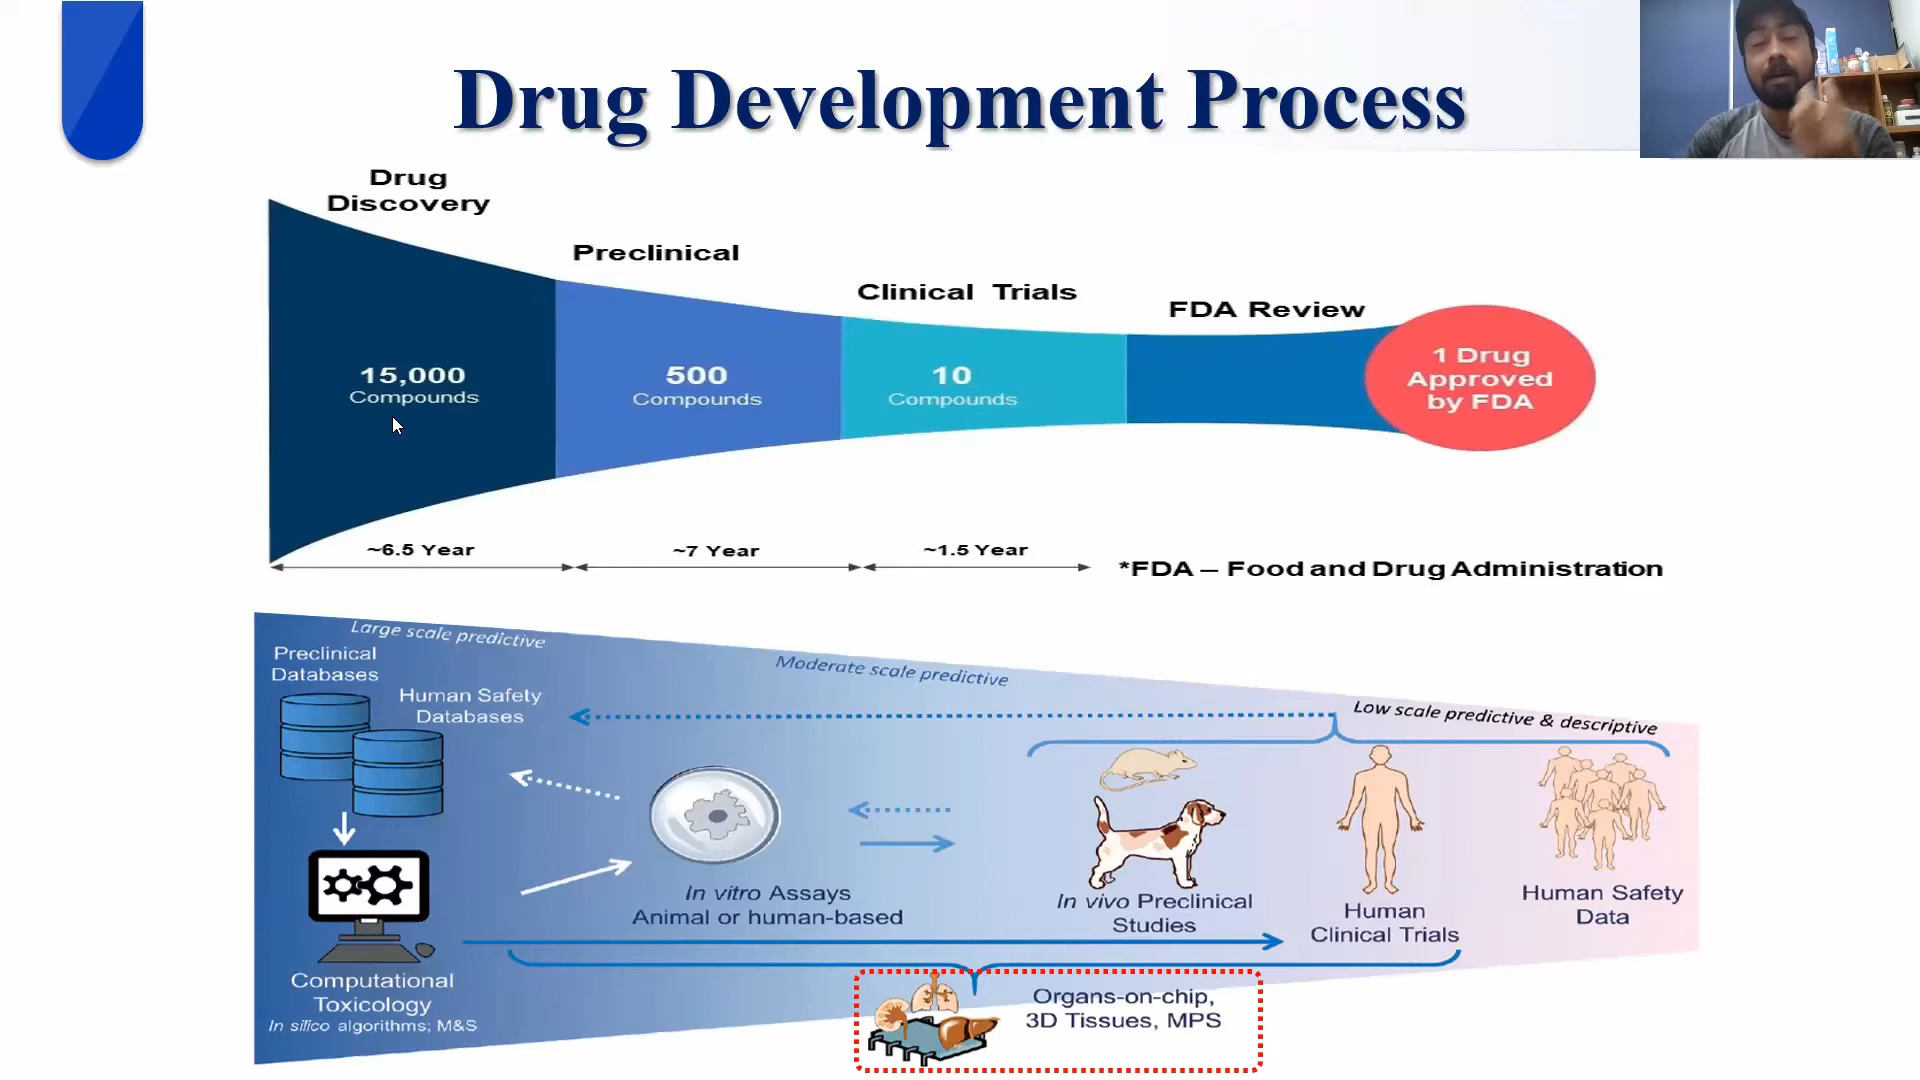 Drug Development Process
Drug
Discovery
Preclinical
Clinical Trials
FDA Review
15,000
Compounds
500
Compounds
10
Compounds
1 Drug
Approved
by FDA
~6.5 Year
~7 Year
~1.5 Year
*FDA – Food and Drug Administration
Large scale predictive
Moderate scale predictive
Low scale predictive & descriptive
Preclinical
Databases
Human Safety
Databases
In vitro Assays
Animal or human-based
In vivo Preclinical
Studies
Human
Clinical Trials
Human Safety
Data
Computational
Toxicology
In silico algorithms; M&S
Organs-on-chip,
3D Tissues, MPS